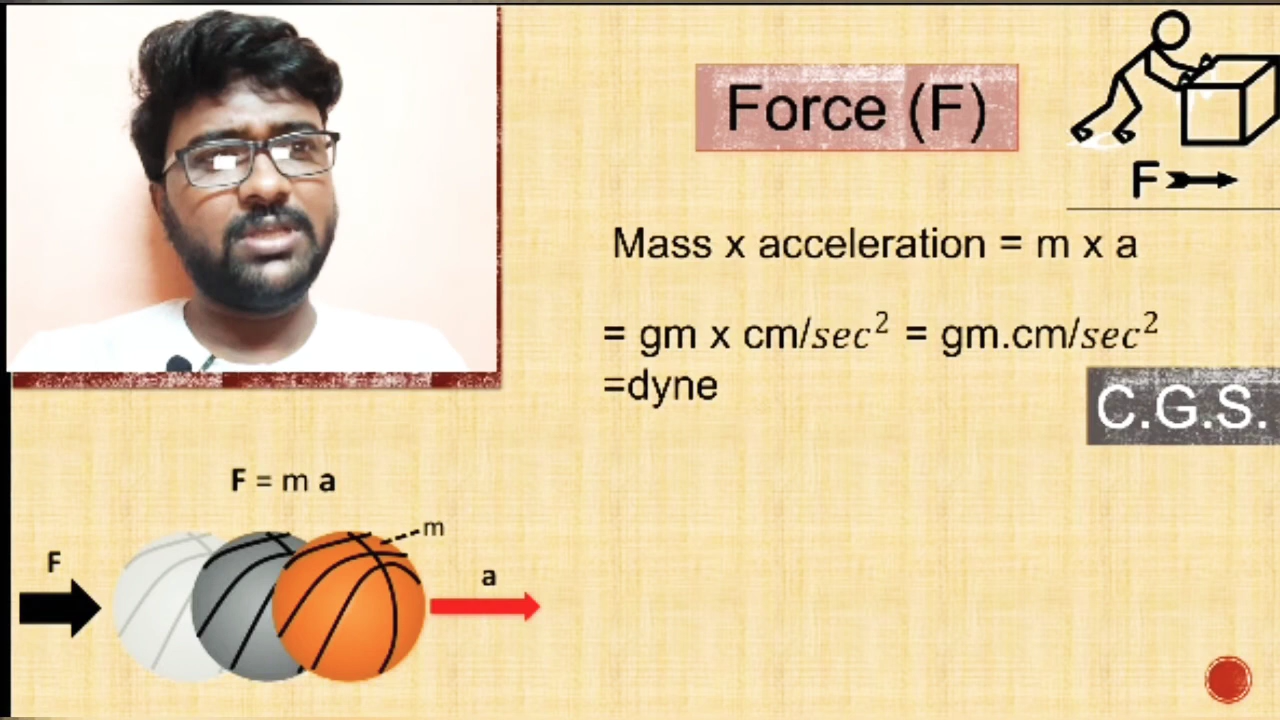 Force (F)
F
Mass x acceleration = m x a
= gm x cm/sec² = gm.cm/sec²
=dyne
C.G.S.
F = m a
m
F
a